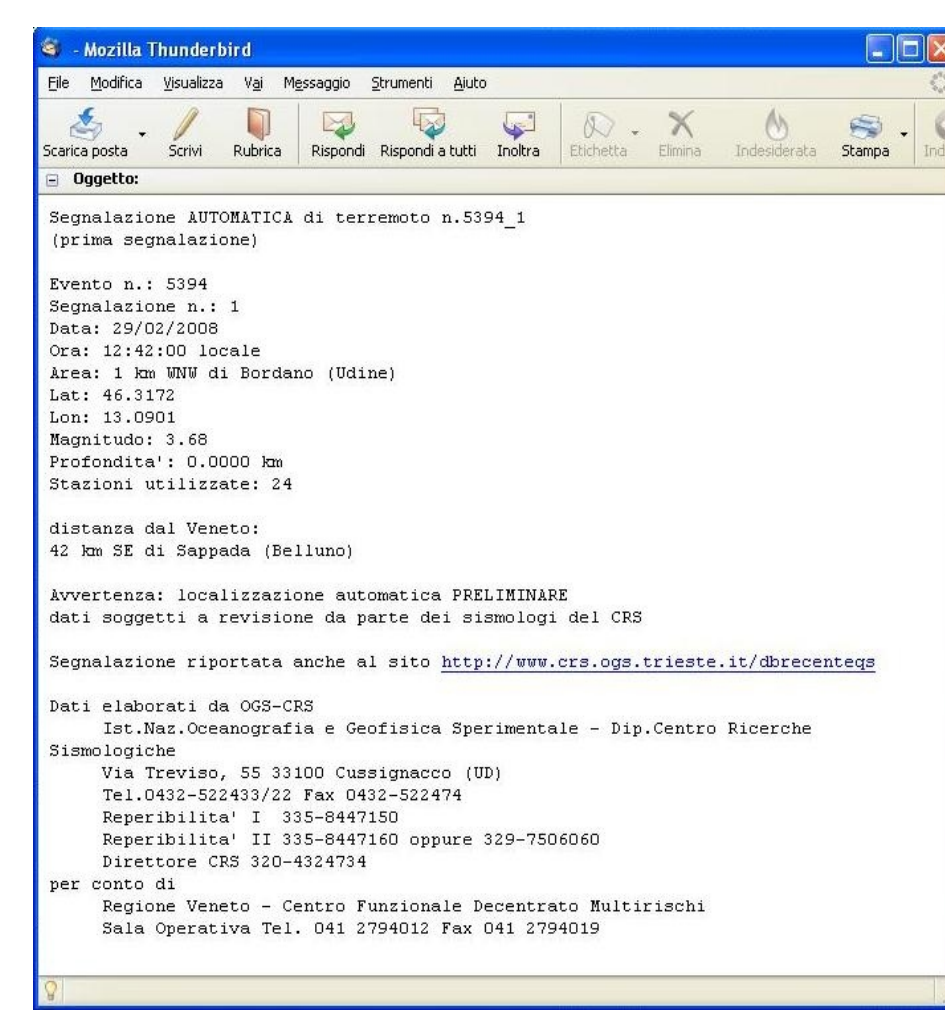 - Mozilla Thunderbird
File Modifica Visualizza Vai Messaggio Strumenti Aiuto
Scarica posta Scrivi Rubrica Rispondi Rispondi a tutti Inoltra Etichetta Elimina Indesiderata Stampa
Oggetto:
Segnalazione AUTOMATICA di terremoto n.5394_1
(prima segnalazione)
Evento n.: 5394
Segnalazione n.: 1
Data: 29/02/2008
Ora: 12:42:00 locale
Area: 1 km WNW di Bordano (Udine)
Lat: 46.3172
Lon: 13.0901
Magnitudo: 3.68
Profondita': 0.0000 km
Stazioni utilizzate: 24
distanza dal Veneto:
42 km SE di Sappada (Belluno)
Avvertenza: localizzazione automatica PRELIMINARE
dati soggetti a revisione da parte dei sismologi del CRS
Segnalazione riportata anche al sito http://www.crs.ogs.trieste.it/dbrecenteqs
Dati elaborati da OGS-CRS
Ist.Naz.Oceanografia e Geofisica Sperimentale - Dip.Centro Ricerche
Sismologiche
Via Treviso, 55 33100 Cussignacco (UD)
Tel.0432-522433/22 Fax 0432-522474
Reperibilita' I 335-8447150
Reperibilita' II 335-8447160 oppure 329-7506060
Direttore CRS 320-4324734
per conto di
Regione Veneto - Centro Funzionale Decentrato Multirischi
Sala Operativa Tel. 041 2794012 Fax 041 2794019